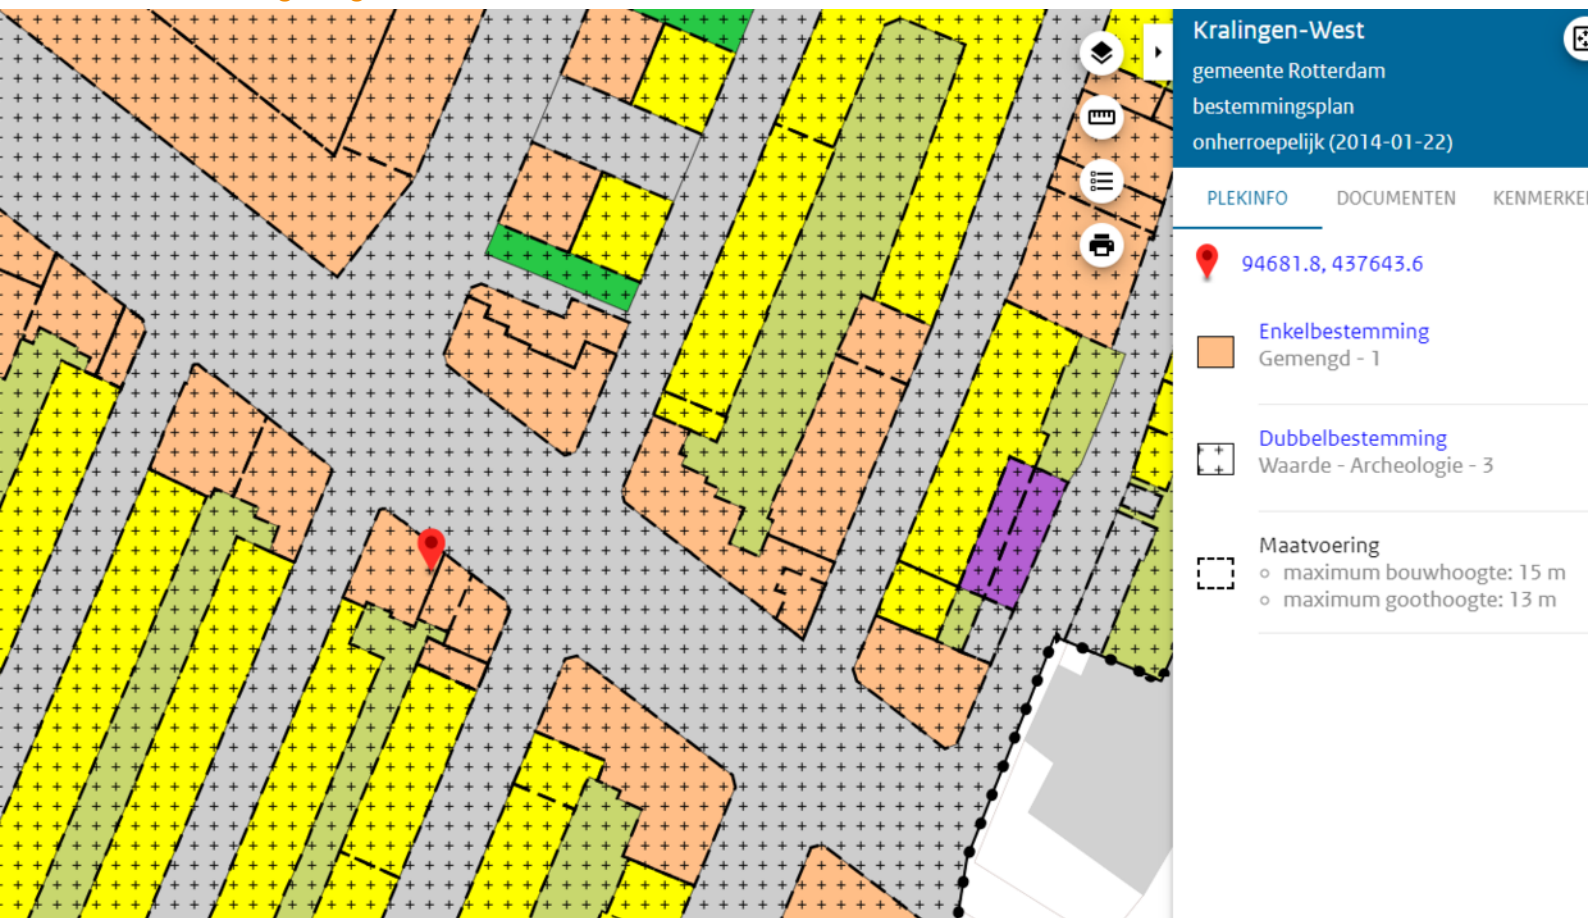 Kralingen-West
gemeente Rotterdam
bestemmingsplan
onherroepelijk (2014-01-22)
PLEKINFO DOCUMENTEN
94681.8, 437643.6
Enkelbestemming
Gemengd - 1
Dubbelbestemming
Waarde - Archeologie - 3
Maatvoering
maximum bouwhoogte: 15 m
maximum goothoogte: 13 m